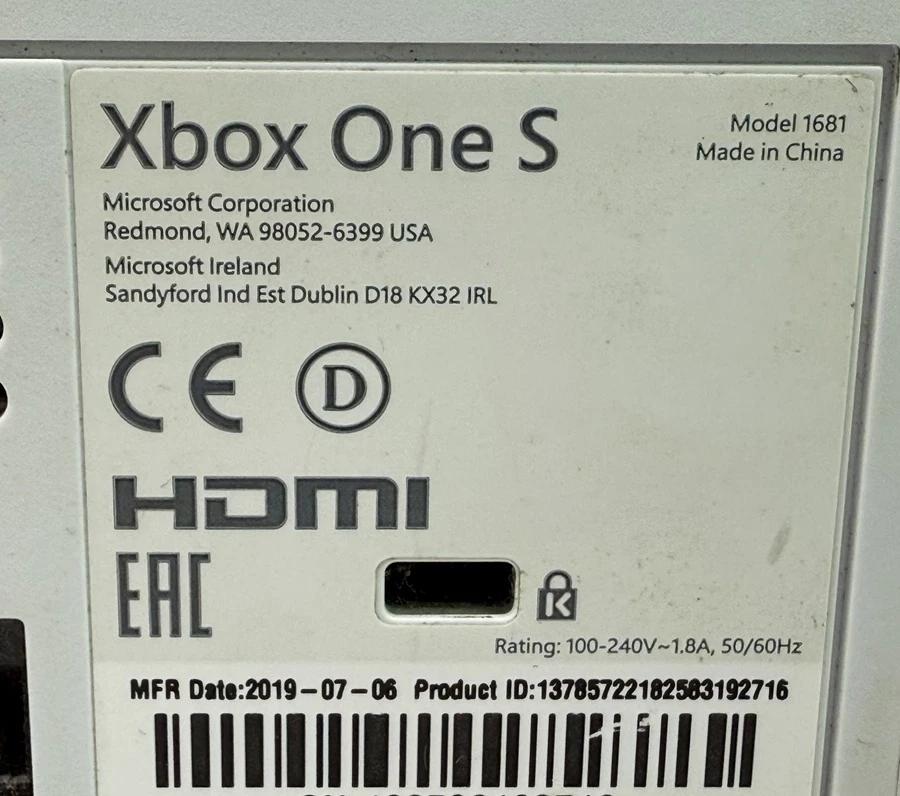 Xbox One S
Model 1681
Made in China
Microsoft Corporation
Redmond, WA 98052-6399 USA
Microsoft Ireland
Sandyford Ind Est Dublin D18 KX32 IRL
CE D
HDMI
EAC
K
Rating: 100-240V~1.8A, 50/60Hz
MFR Date:2019-07-06 Product ID:13785722182583192716